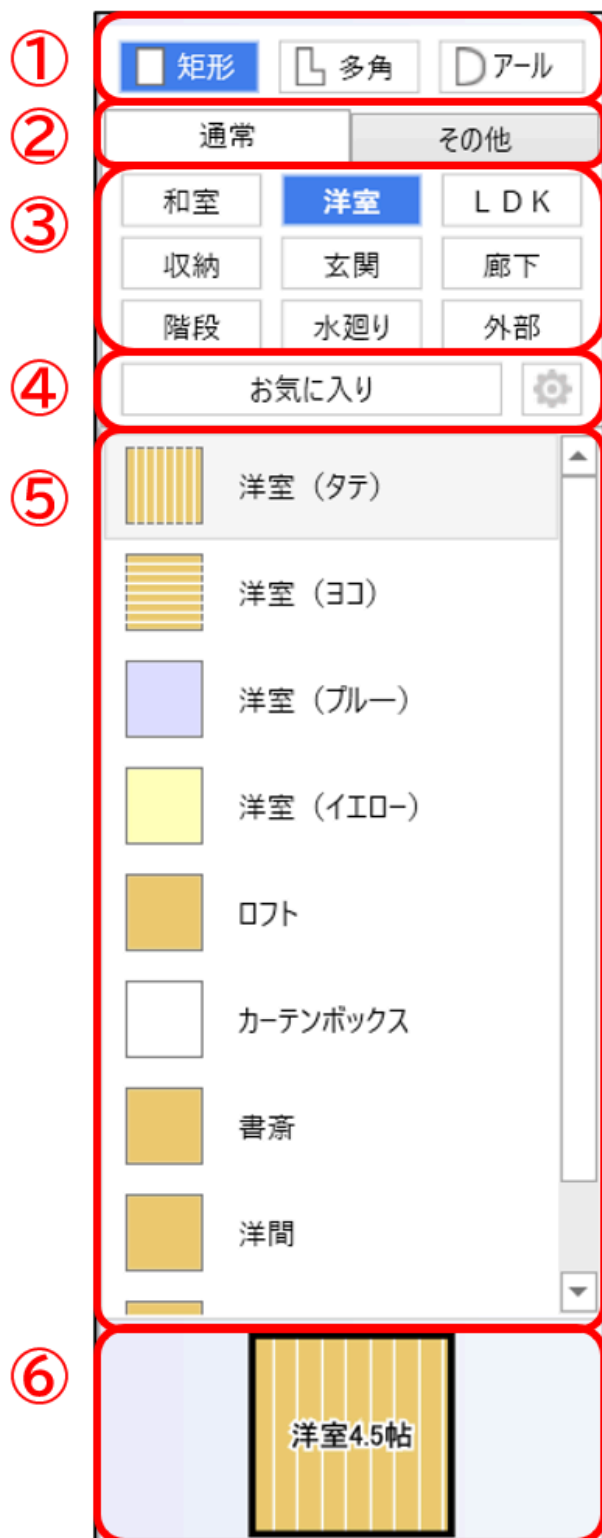 ①
矩形 多角 アール
②
通常 その他
③
和室 洋室 ＬＤＫ
収納 玄関 廊下
階段 水廻り 外部
④
お気に入り
⑤
洋室（タテ）
洋室（ヨコ）
洋室（ブルー）
洋室（イエロー）
ロフト
カーテンボックス
書斎
洋間
⑥
洋室4.5帖